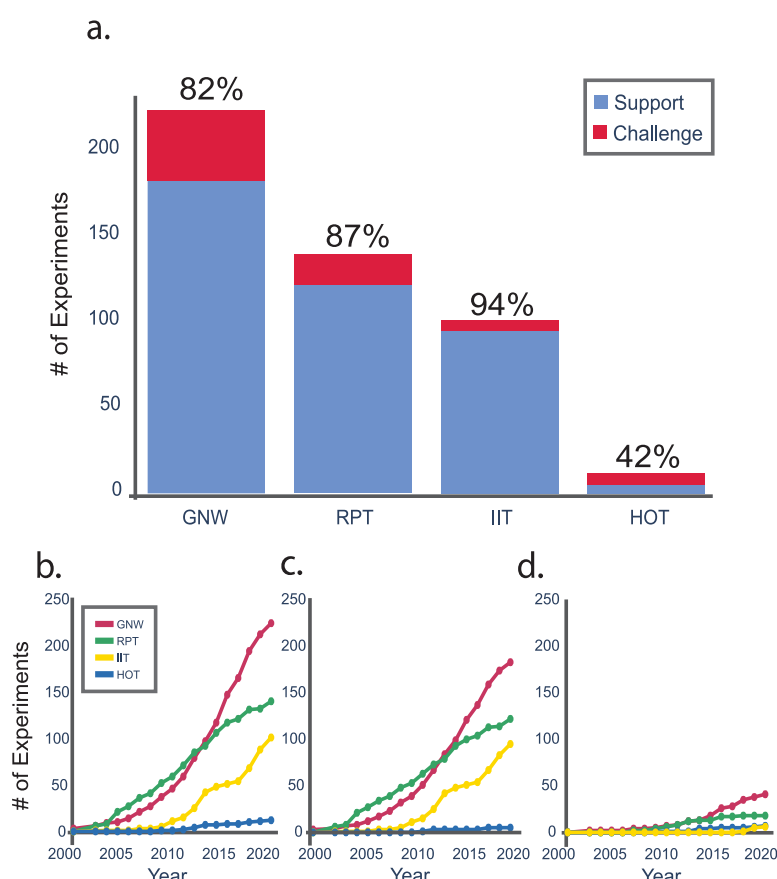 a.
82%
87%
94%
42%
Support
Challenge
# of Experiments
200
150
100
50
0
GNW RPT IIT HOT
b. c. d.
250
200
150
100
50
0
GNW
RPT
IIT
HOT
# of Experiments
2000 2005 2010 2015 2020
Year
250
200
150
100
50
0
2000 2005 2010 2015 2020
Year
250
200
150
100
50
0
2000 2005 2010 2015 2020
Year